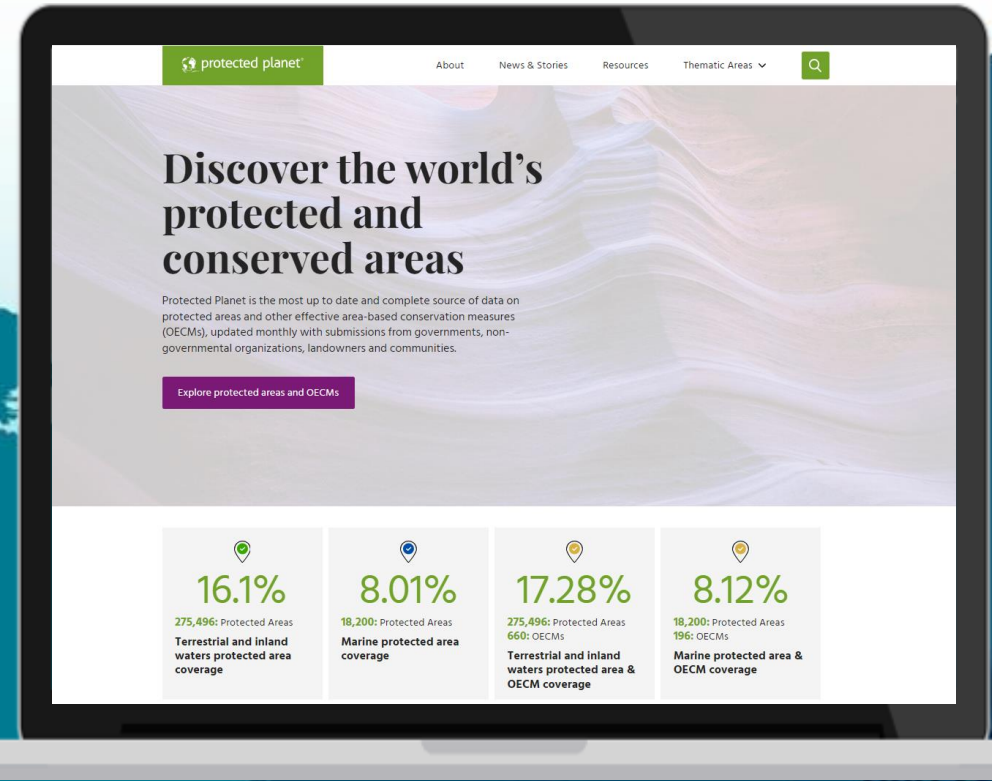 protected planet®
About News & Stories Resources Thematic Areas
Discover the world's
protected and
conserved areas
Protected Planet is the most up to date and complete source of data on
protected areas and other effective area-based conservation measures
(OECMs), updated monthly with submissions from governments, non-
governmental organizations, landowners and communities.
Explore protected areas and OECMs
16.1%
275,496: Protected Areas
Terrestrial and inland
waters protected area
coverage
8.01%
18,200: Protected Areas
Marine protected area
coverage
17.28%
275,496: Protected Areas
660: OECMs
Terrestrial and inland
waters protected area &
OECM coverage
8.12%
18,200: Protected Areas
196: OECMs
Marine protected area &
OECM coverage